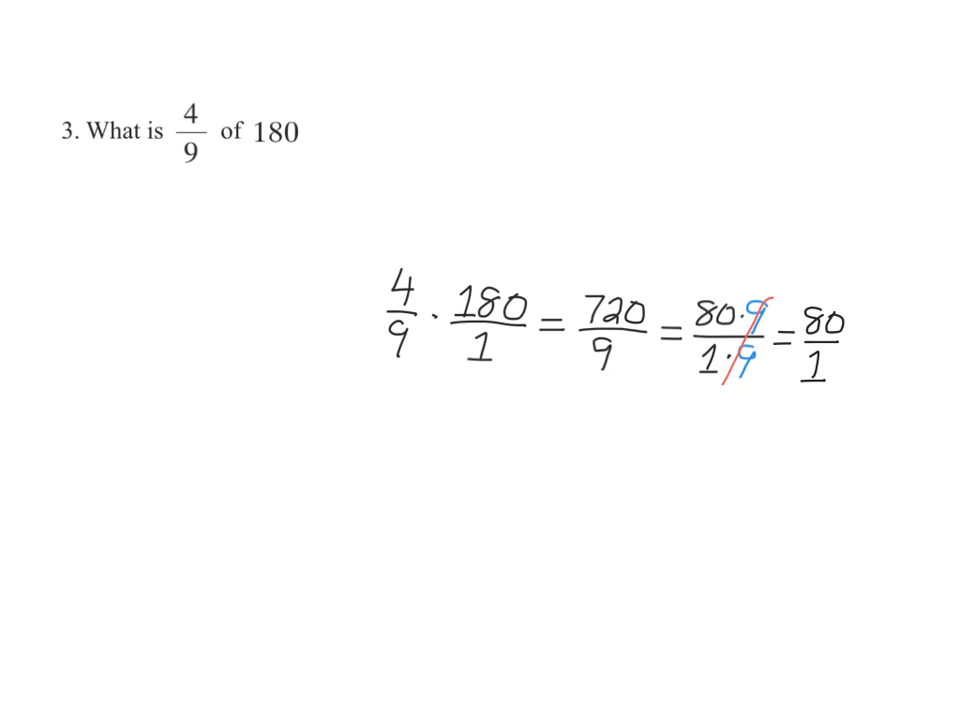 3. What is 4/9 of 180
4/9 · 180/1 = 720/9 = 80·9/1·9 = 80/1